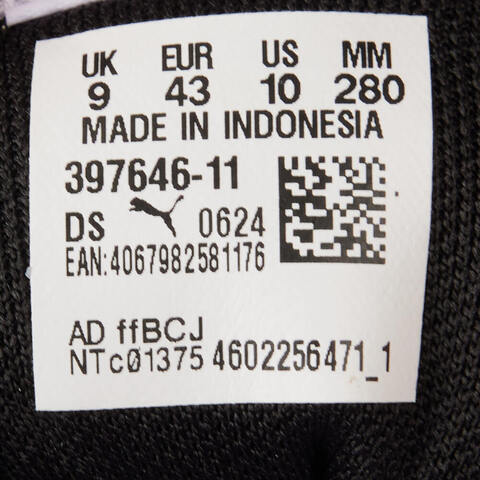 UK EUR US MM
9 43 10 280
MADE IN INDONESIA
397646-11
DS 0624
EAN:4067982581176
AD ffBCJ
NTc01375 4602256471_1